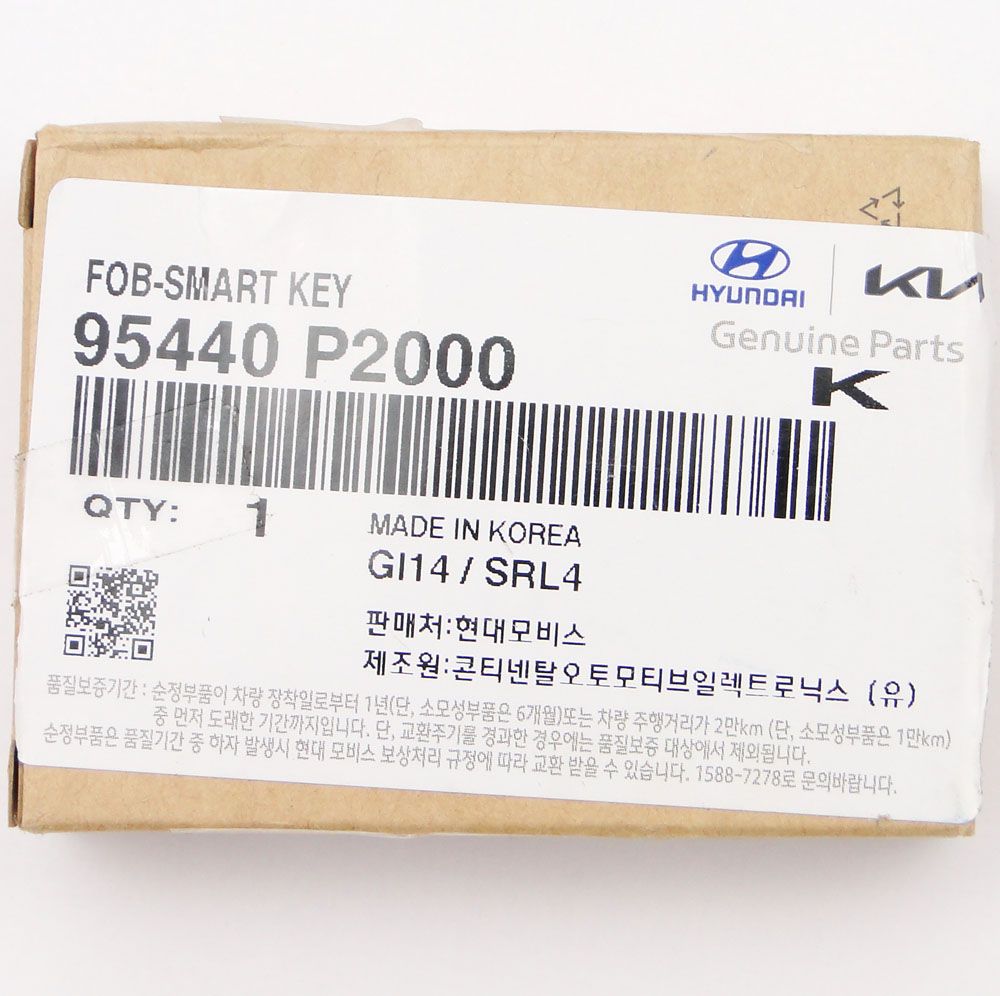 HYUNDAI
KIA
Genuine Parts
FOB-SMART KEY
95440 P2000
K
QTY: 1
MADE IN KOREA
GI14 / SRL4
판매처:현대모비스
제조원:콘티넨탈오토모티브일렉트로닉스 (유)
품질보증기간 : 순정부품이 차량 장착일로부터 1년(단, 소모성부품은 6개월)또는 차량 주행거리가 2만km (단, 소모성부품은 1만km)
중 먼저 도래한 기간까지입니다. 단, 교환주기를 경과한 경우에는 품질보증 대상에서 제외됩니다.
순정부품은 품질기간 중 하자 발생시 현대 모비스 보상처리 규정에 따라 교환 받을 수 있습니다. 1588-7278로 문의바랍니다.